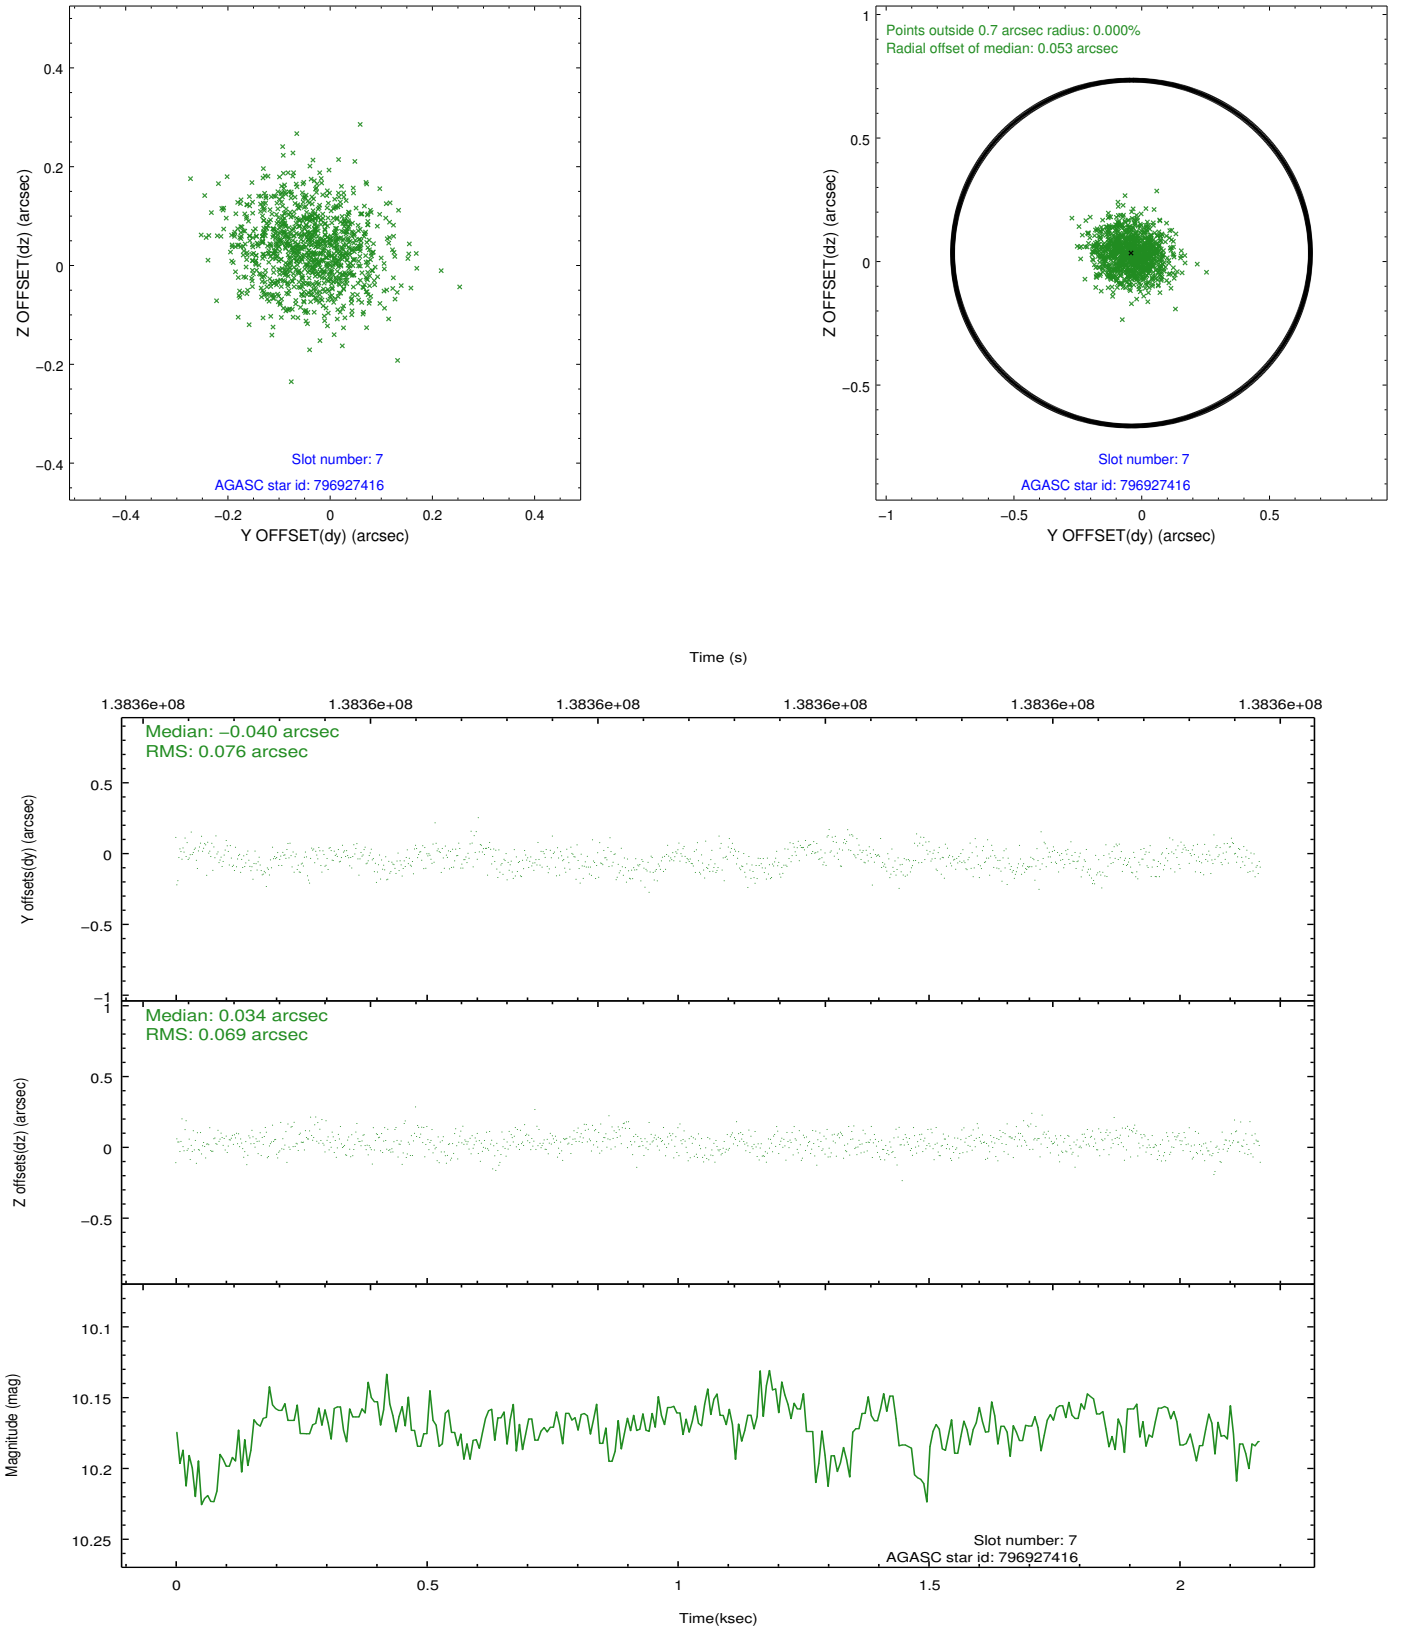 0.4
0.2
0
−0.2
−0.4
Z OFFSET(dz) (arcsec)
Slot number: 7
AGASC star id: 796927416
−0.4 −0.2 0 0.2 0.4
Y OFFSET(dy) (arcsec)
Points outside 0.7 arcsec radius: 0.000%
Radial offset of median: 0.053 arcsec
1
0.5
0
−0.5
Z OFFSET(dz) (arcsec)
Slot number: 7
AGASC star id: 796927416
−1 −0.5 0 0.5
Y OFFSET(dy) (arcsec)
Time (s)
1.3836e+08 1.3836e+08 1.3836e+08 1.3836e+08 1.3836e+08 1.3836e+08
Median: −0.040 arcsec
RMS: 0.076 arcsec
0.5
0
−0.5
−1
Y offsets(dy) (arcsec)
Median: 0.034 arcsec
RMS: 0.069 arcsec
1
0.5
0
−0.5
Z offsets(dz) (arcsec)
10.1
10.15
10.2
10.25
Magnitude (mag)
Slot number: 7
AGASC star id: 796927416
0 0.5 1 1.5 2
Time(ksec)